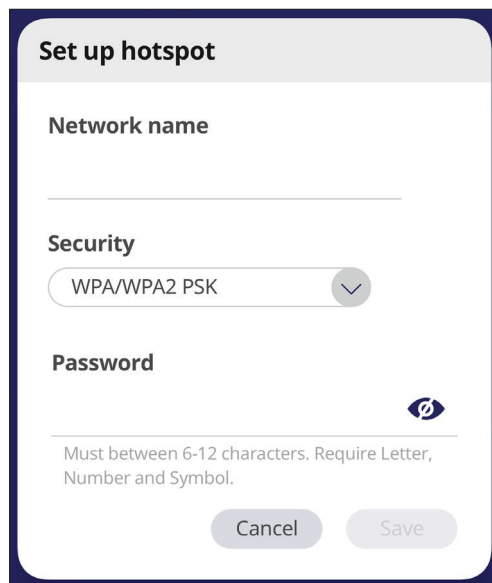 Set up hotspot
Network name
Security
WPA/WPA2 PSK
Password
Must between 6-12 characters. Require Letter,
Number and Symbol.
Cancel
Save